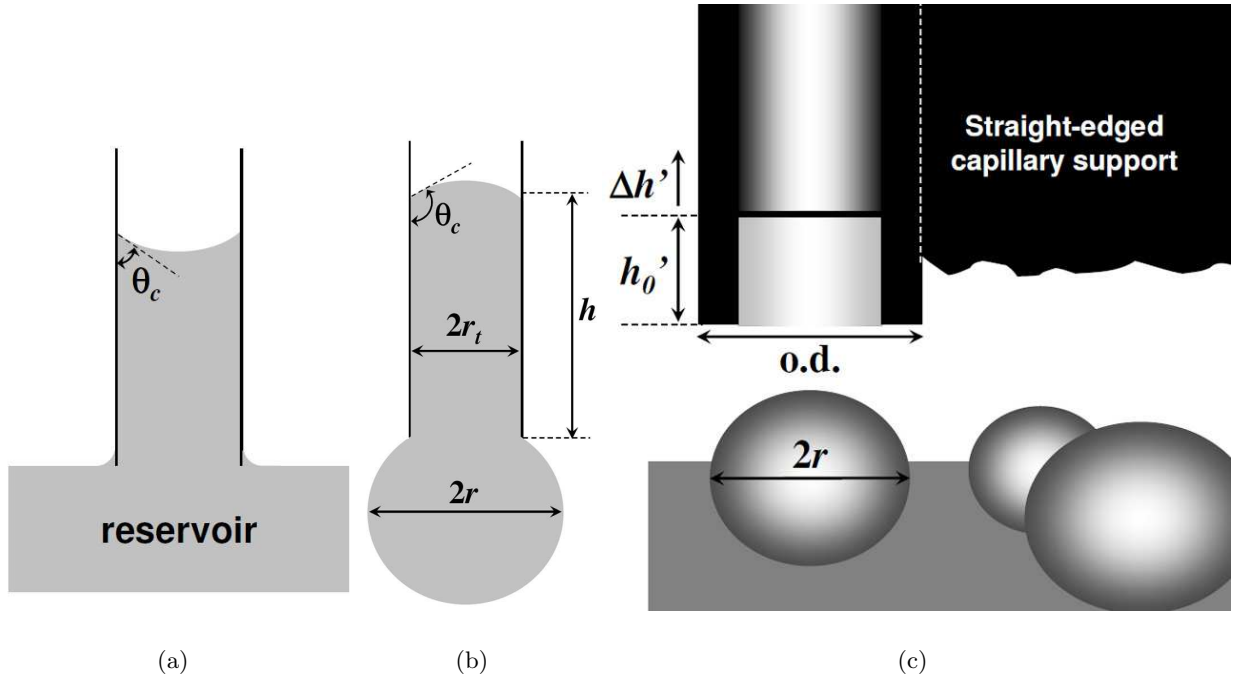 θc
reservoir
(a)
θc
2rt
h
2r
(b)
Straight-edged
capillary support
Δh’
h0’
o.d.
2r
(c)